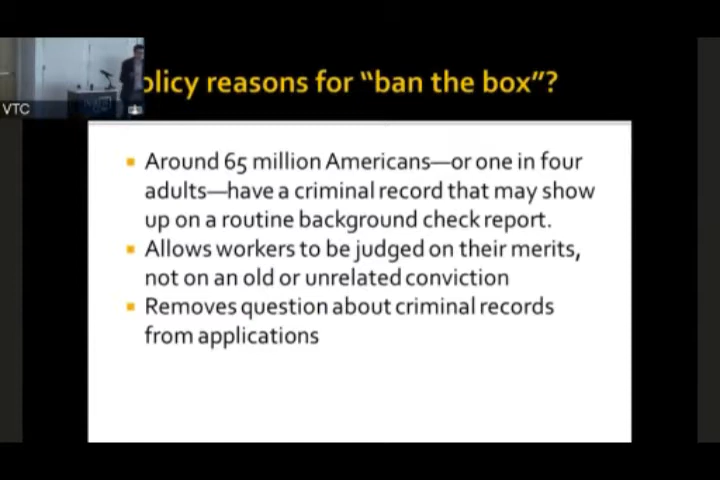 olicy reasons for “ban the box”?
VTC
Around 65 million Americans—or one in four
adults—have a criminal record that may show
up on a routine background check report.
Allows workers to be judged on their merits,
not on an old or unrelated conviction
Removes question about criminal records
from applications